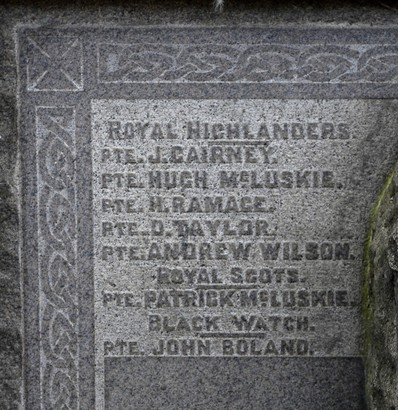 ROYAL HIGHLANDERS.
PTE. J. CAIRNEY.
PTE. HUGH McLUSKIE.
PTE. H. RAMAGE.
PTE. D. TAYLOR.
PTE. ANDREW WILSON.
ROYAL SCOTS.
PTE. PATRICK McLUSKIE.
BLACK WATCH.
PTE. JOHN BOLAND.